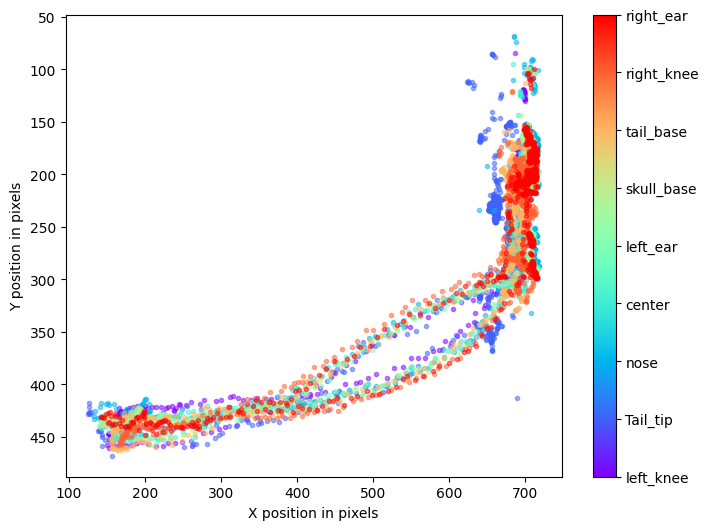 50
100
150
200
250
300
350
400
450
Y position in pixels
100
200
300
400
500
600
700
X position in pixels
right_ear
right_knee
tail_base
skull_base
left_ear
center
nose
Tail_tip
left_knee